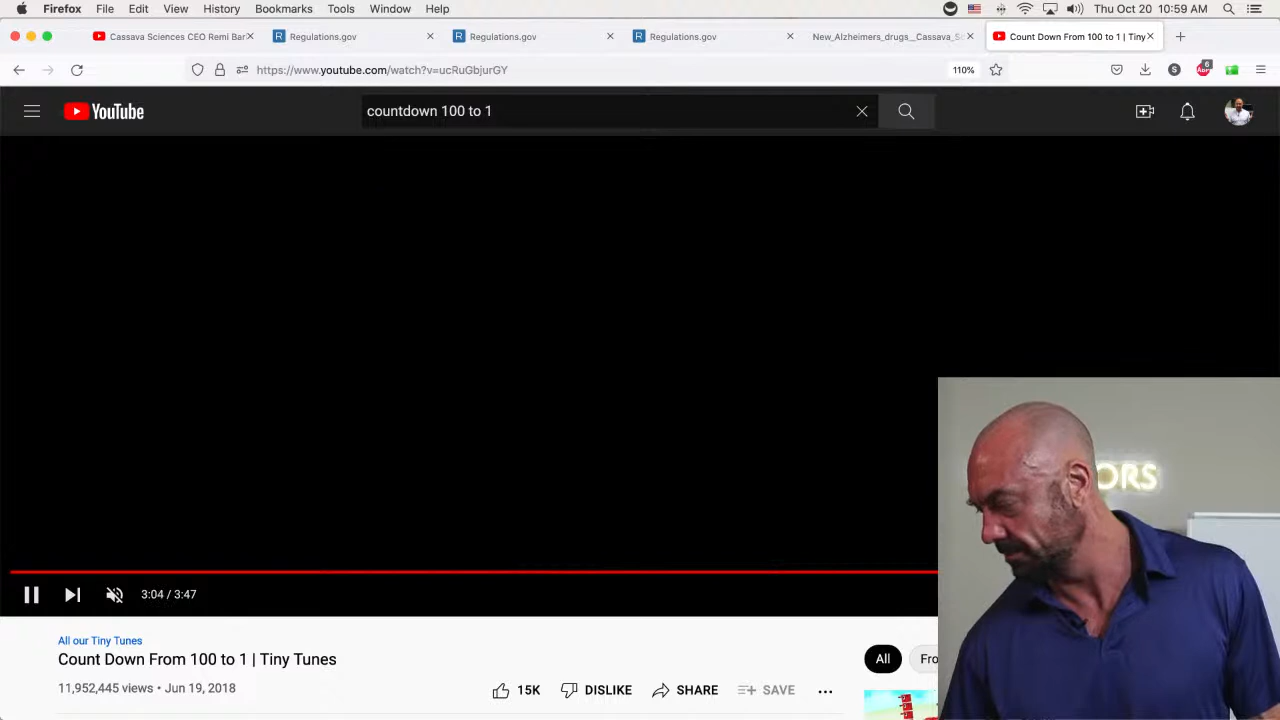 Firefox File Edit View History Bookmarks Tools Window Help Thu Oct 20 10:59 AM
Cassava Sciences CEO Remi Bar Regulations.gov Regulations.gov Regulations.gov New_Alzheimers_drugs__Cassava_S Count Down From 100 to 1 | Tiny
https://www.youtube.com/watch?v=ucRuGbjurGY 110% S 6
YouTube countdown 100 to 1
ORS
3:04 / 3:47
All our Tiny Tunes
Count Down From 100 to 1 | Tiny Tunes
All Fro
11,952,445 views • Jun 19, 2018
15K DISLIKE SHARE SAVE